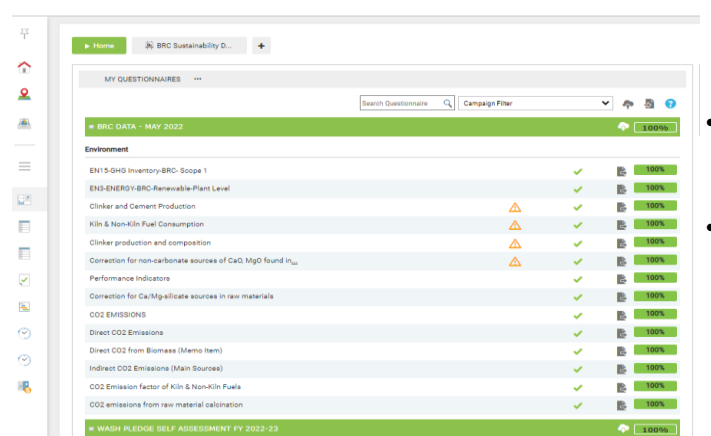 Home
BRC Sustainability D...
+
MY QUESTIONNAIRES ...
Search Questionnaire
Campaign Filter
BRC DATA - MAY 2022 100%
Environment
EN15-GHG Inventory-BRC- Scope 1 100%
EN3-ENERGY-BRC-Renewable-Plant Level 100%
Clinker and Cement Production 100%
Kiln & Non-Kiln Fuel Consumption 100%
Clinker production and composition 100%
Correction for non-carbonate sources of CaO, MgO found in... 100%
Performance Indicators 100%
Correction for Ca/Mg-silicate sources in raw materials 100%
CO2 EMISSIONS 100%
Direct CO2 Emissions 100%
Direct CO2 from Biomass (Memo Item) 100%
Indirect CO2 Emissions (Main Sources) 100%
CO2 Emission factor of Kiln & Non-Kiln Fuels 100%
CO2 emissions from raw material calcination 100%
WASH PLEDGE SELF ASSESSMENT FY 2022-23 100%